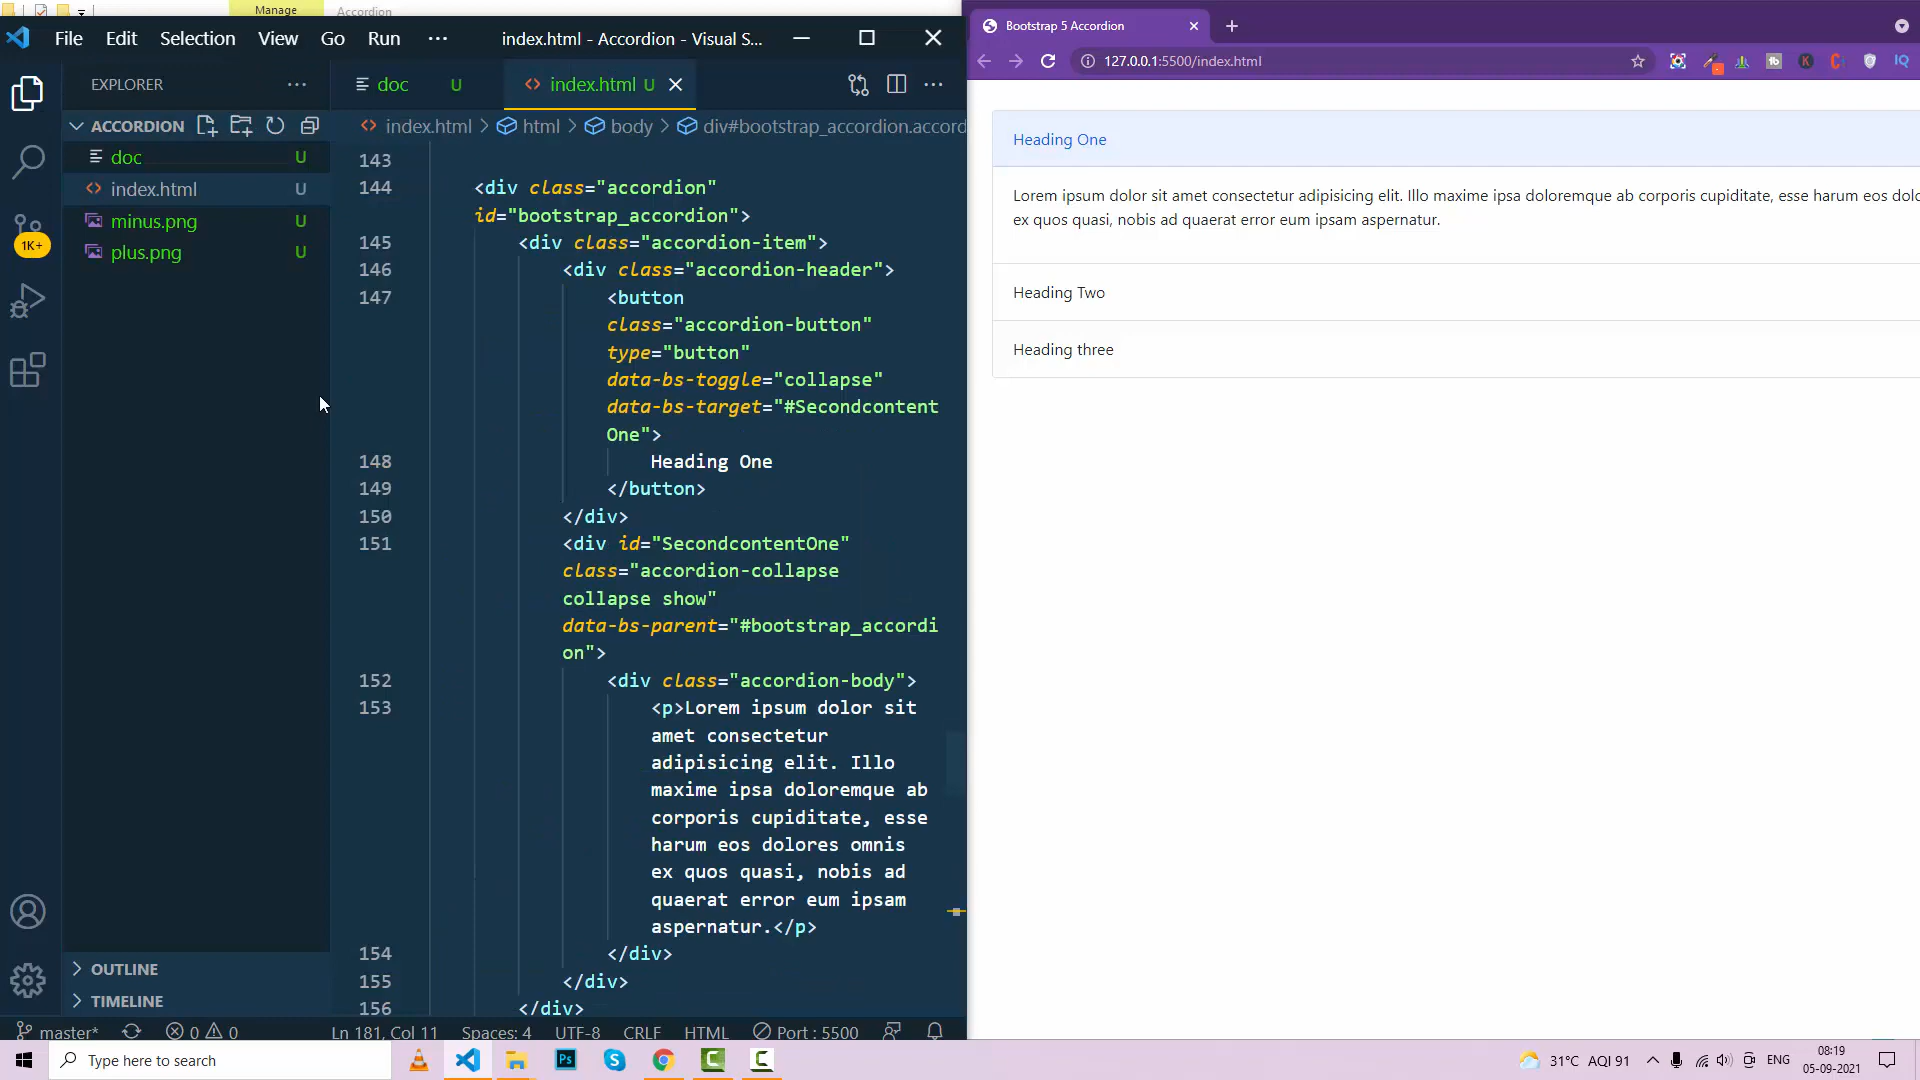 Manage
Accordion
File Edit Selection View Go Run ···
index.html - Accordion - Visual S...
EXPLORER
ACCORDION
doc U
index.html U
minus.png U
plus.png U
1K+
OUTLINE
TIMELINE
doc U
index.html U
index.html > html > body > div#bootstrap_accordion.accord
143
144 <div class="accordion"
id="bootstrap_accordion">
145 <div class="accordion-item">
146 <div class="accordion-header">
147 <button
class="accordion-button"
type="button"
data-bs-toggle="collapse"
data-bs-target="#Secondcontent
One">
148 Heading One
149 </button>
150 </div>
151 <div id="SecondcontentOne"
class="accordion-collapse
collapse show"
data-bs-parent="#bootstrap_accordi
on">
152 <div class="accordion-body">
153 <p>Lorem ipsum dolor sit
amet consectetur
adipisicing elit. Illo
maxime ipsa doloremque ab
corporis cupiditate, esse
harum eos dolores omnis
ex quos quasi, nobis ad
quaerat error eum ipsam
aspernatur.</p>
154 </div>
155 </div>
156 </div>
master* 0 0 Ln 181, Col 11 Spaces: 4 UTF-8 CRLF HTML Port : 5500
Bootstrap 5 Accordion
127.0.0.1:5500/index.html
Heading One
Lorem ipsum dolor sit amet consectetur adipisicing elit. Illo maxime ipsa doloremque ab corporis cupiditate, esse harum eos dolo
ex quos quasi, nobis ad quaerat error eum ipsam aspernatur.
Heading Two
Heading three
Type here to search
Ps
31°C AQI 91
ENG
08:19
05-09-2021